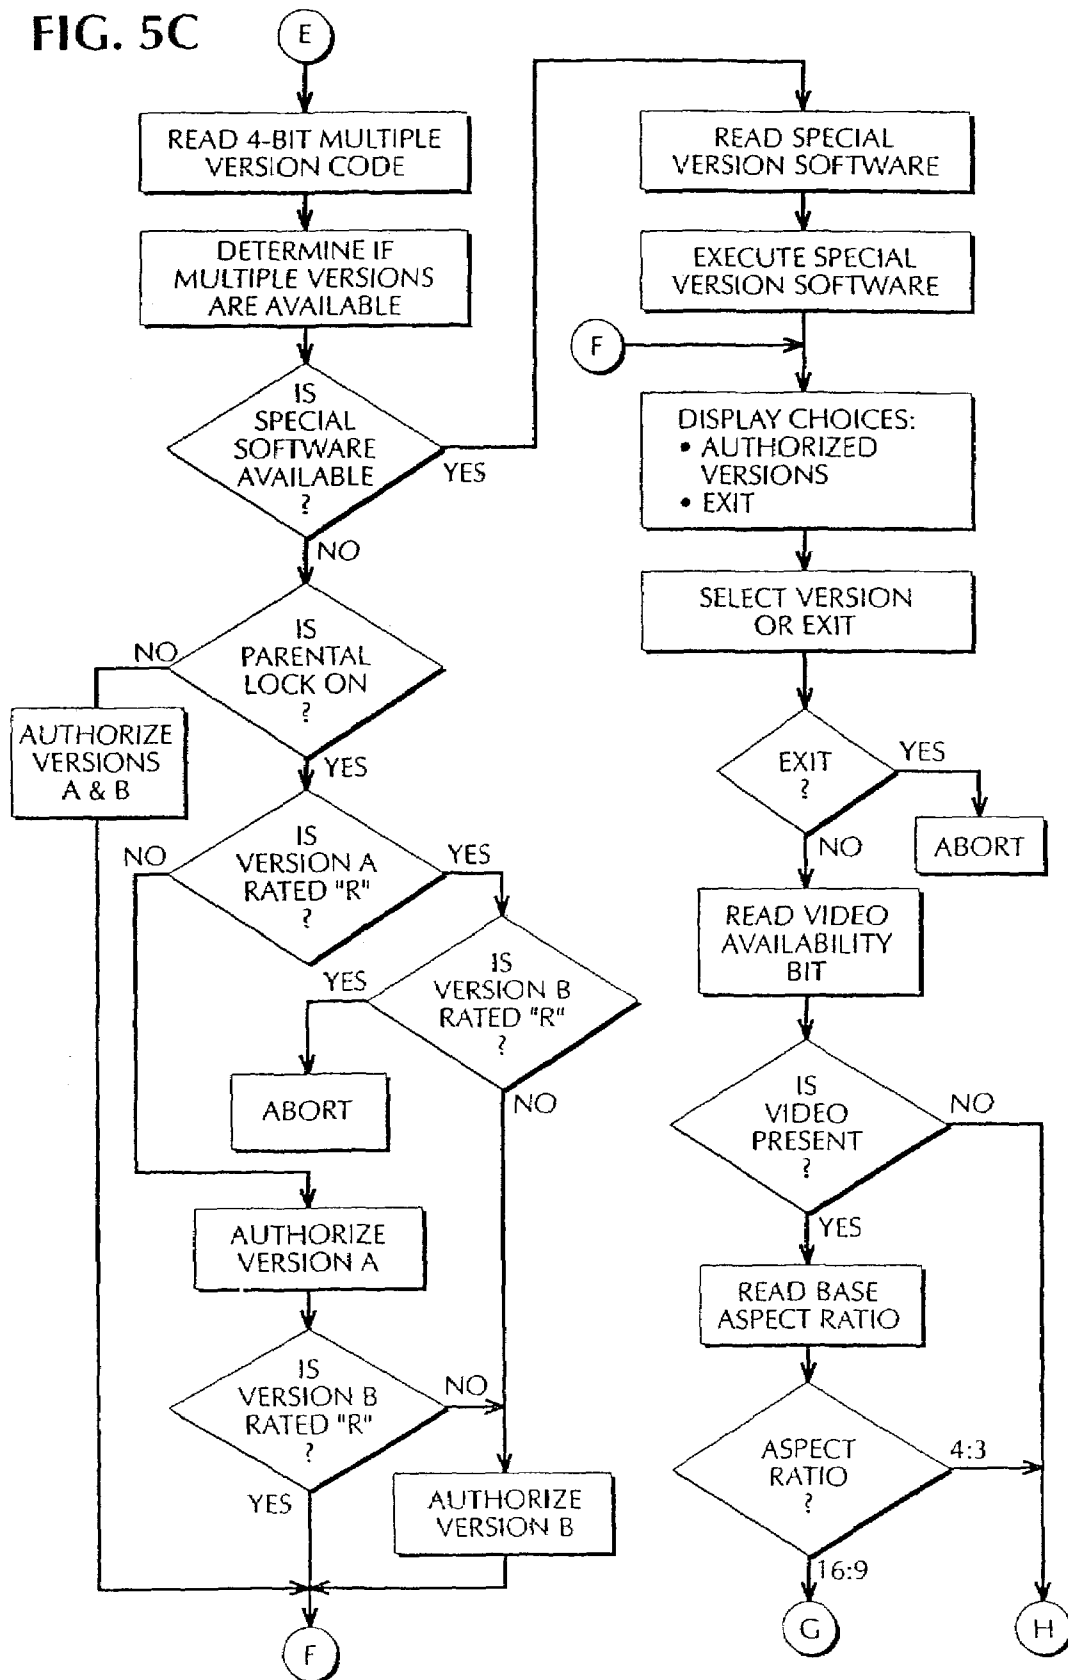 FIG. 5C
E
READ 4-BIT MULTIPLE
VERSION CODE
DETERMINE IF
MULTIPLE VERSIONS
ARE AVAILABLE
IS
SPECIAL
SOFTWARE
AVAILABLE
?
YES
NO
IS
PARENTAL
LOCK ON
?
NO
YES
AUTHORIZE
VERSIONS
A & B
IS
VERSION A
RATED "R"
?
NO
YES
IS
VERSION B
RATED "R"
?
YES
NO
ABORT
AUTHORIZE
VERSION A
IS
VERSION B
RATED "R"
?
NO
YES
AUTHORIZE
VERSION B
F
READ SPECIAL
VERSION SOFTWARE
EXECUTE SPECIAL
VERSION SOFTWARE
F
DISPLAY CHOICES:
• AUTHORIZED
VERSIONS
• EXIT
SELECT VERSION
OR EXIT
EXIT
?
YES
NO
ABORT
READ VIDEO
AVAILABILITY
BIT
IS
VIDEO
PRESENT
?
NO
YES
READ BASE
ASPECT RATIO
ASPECT
RATIO
?
4:3
16:9
G
H